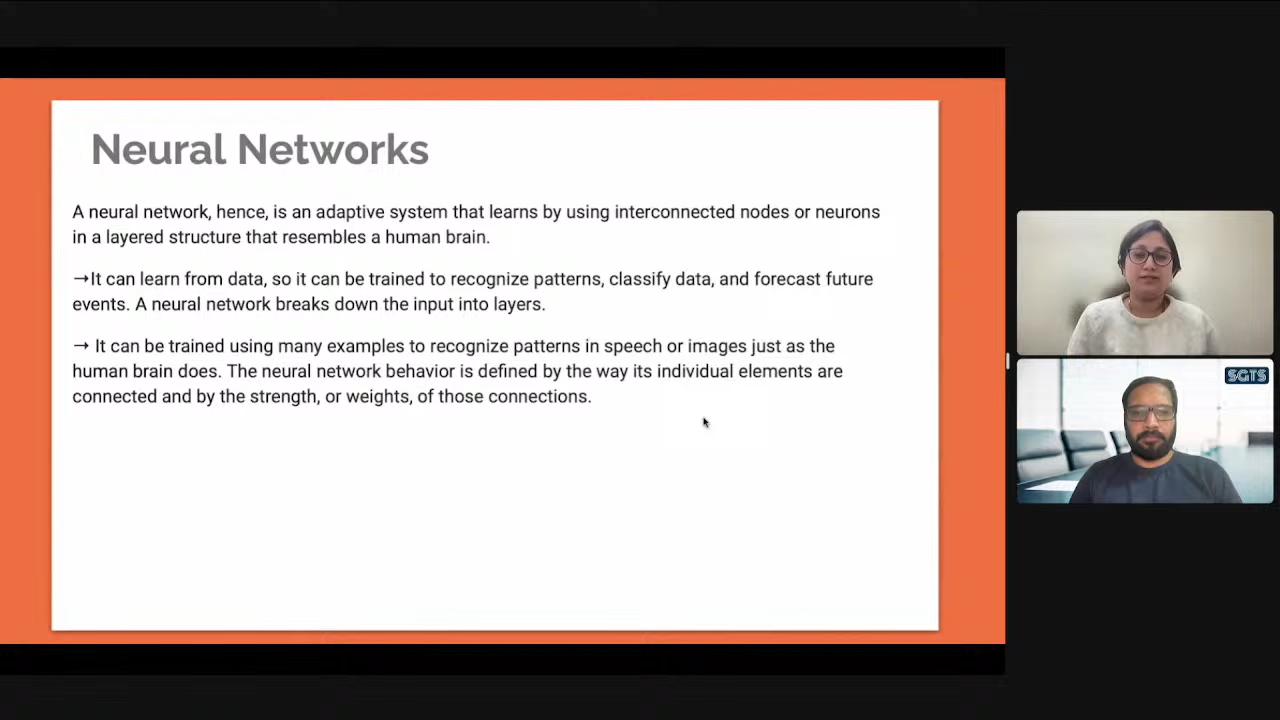 Neural Networks
A neural network, hence, is an adaptive system that learns by using interconnected nodes or neurons
in a layered structure that resembles a human brain.
→It can learn from data, so it can be trained to recognize patterns, classify data, and forecast future
events. A neural network breaks down the input into layers.
→ It can be trained using many examples to recognize patterns in speech or images just as the
human brain does. The neural network behavior is defined by the way its individual elements are
connected and by the strength, or weights, of those connections.
SGTS